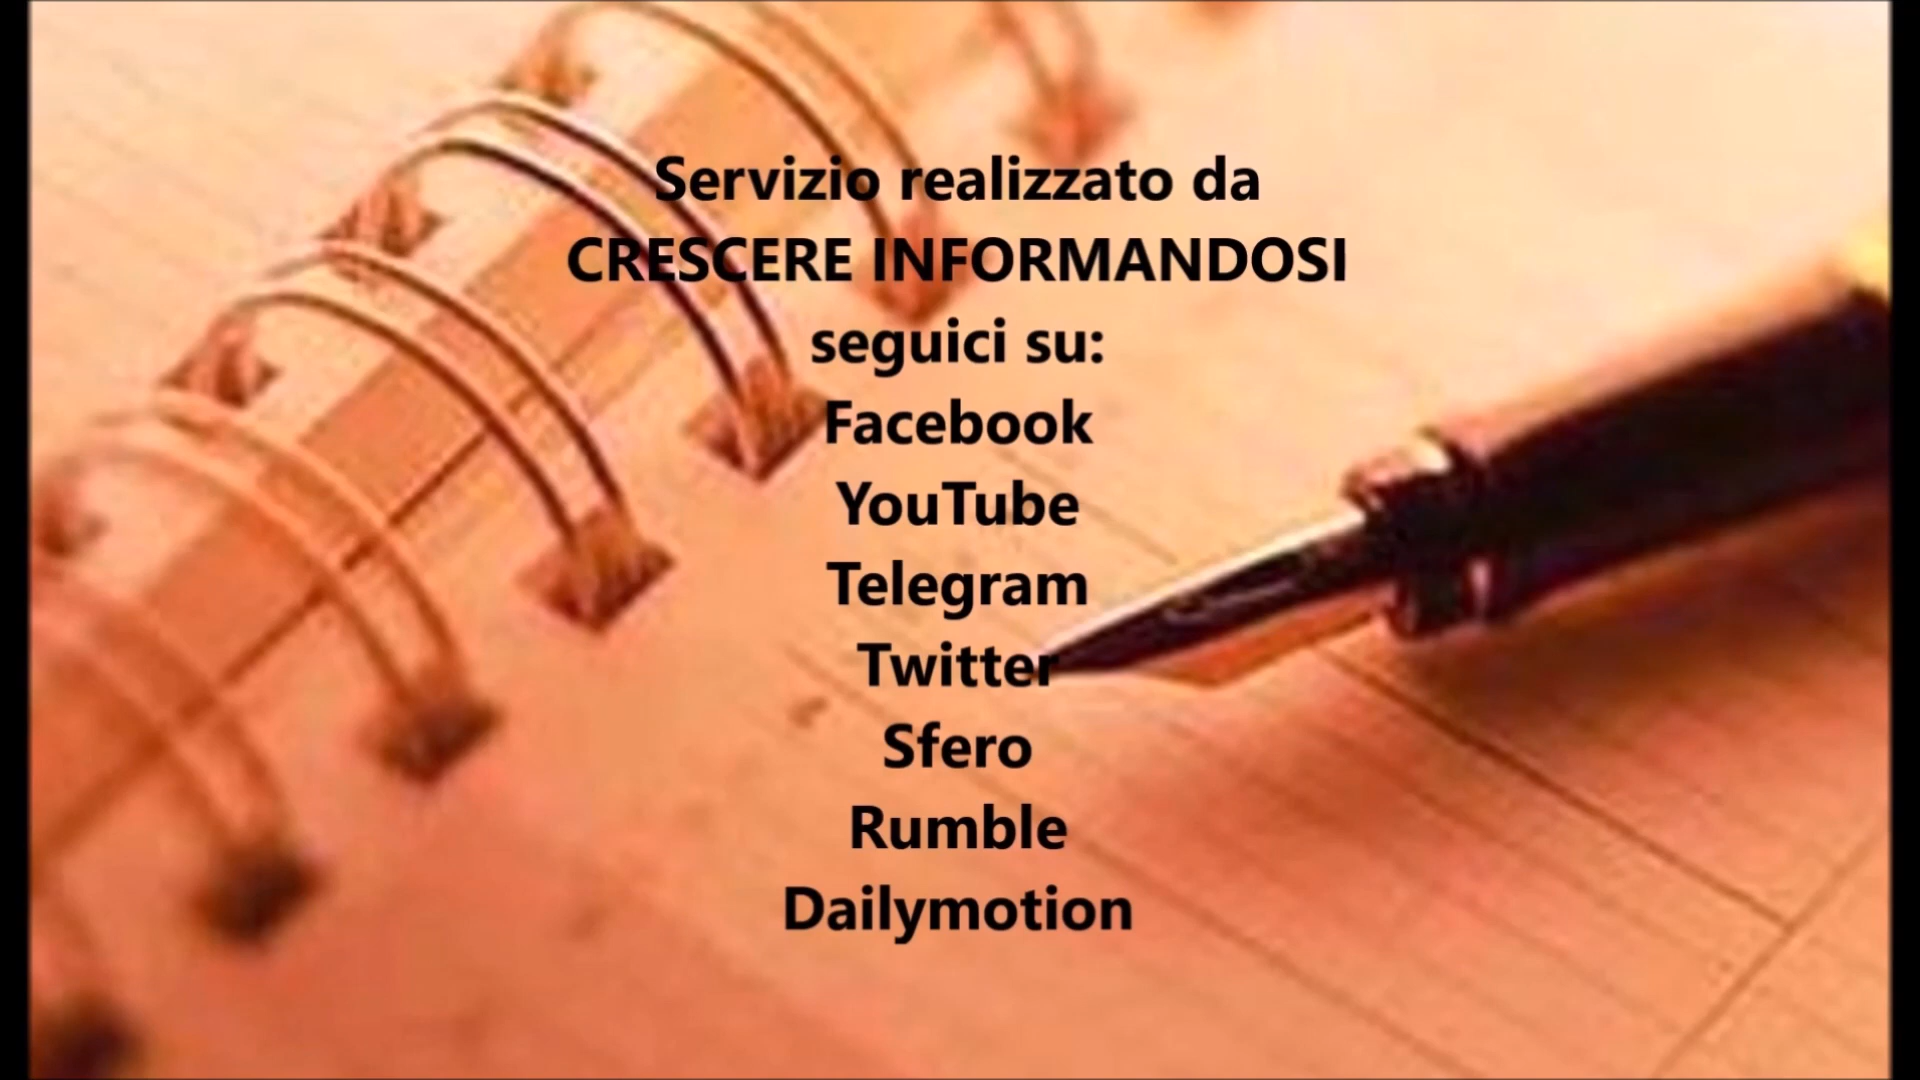 Servizio realizzato da
CRESCERE INFORMANDOSI
seguici su:
Facebook
YouTube
Telegram
Twitter
Sfero
Rumble
Dailymotion